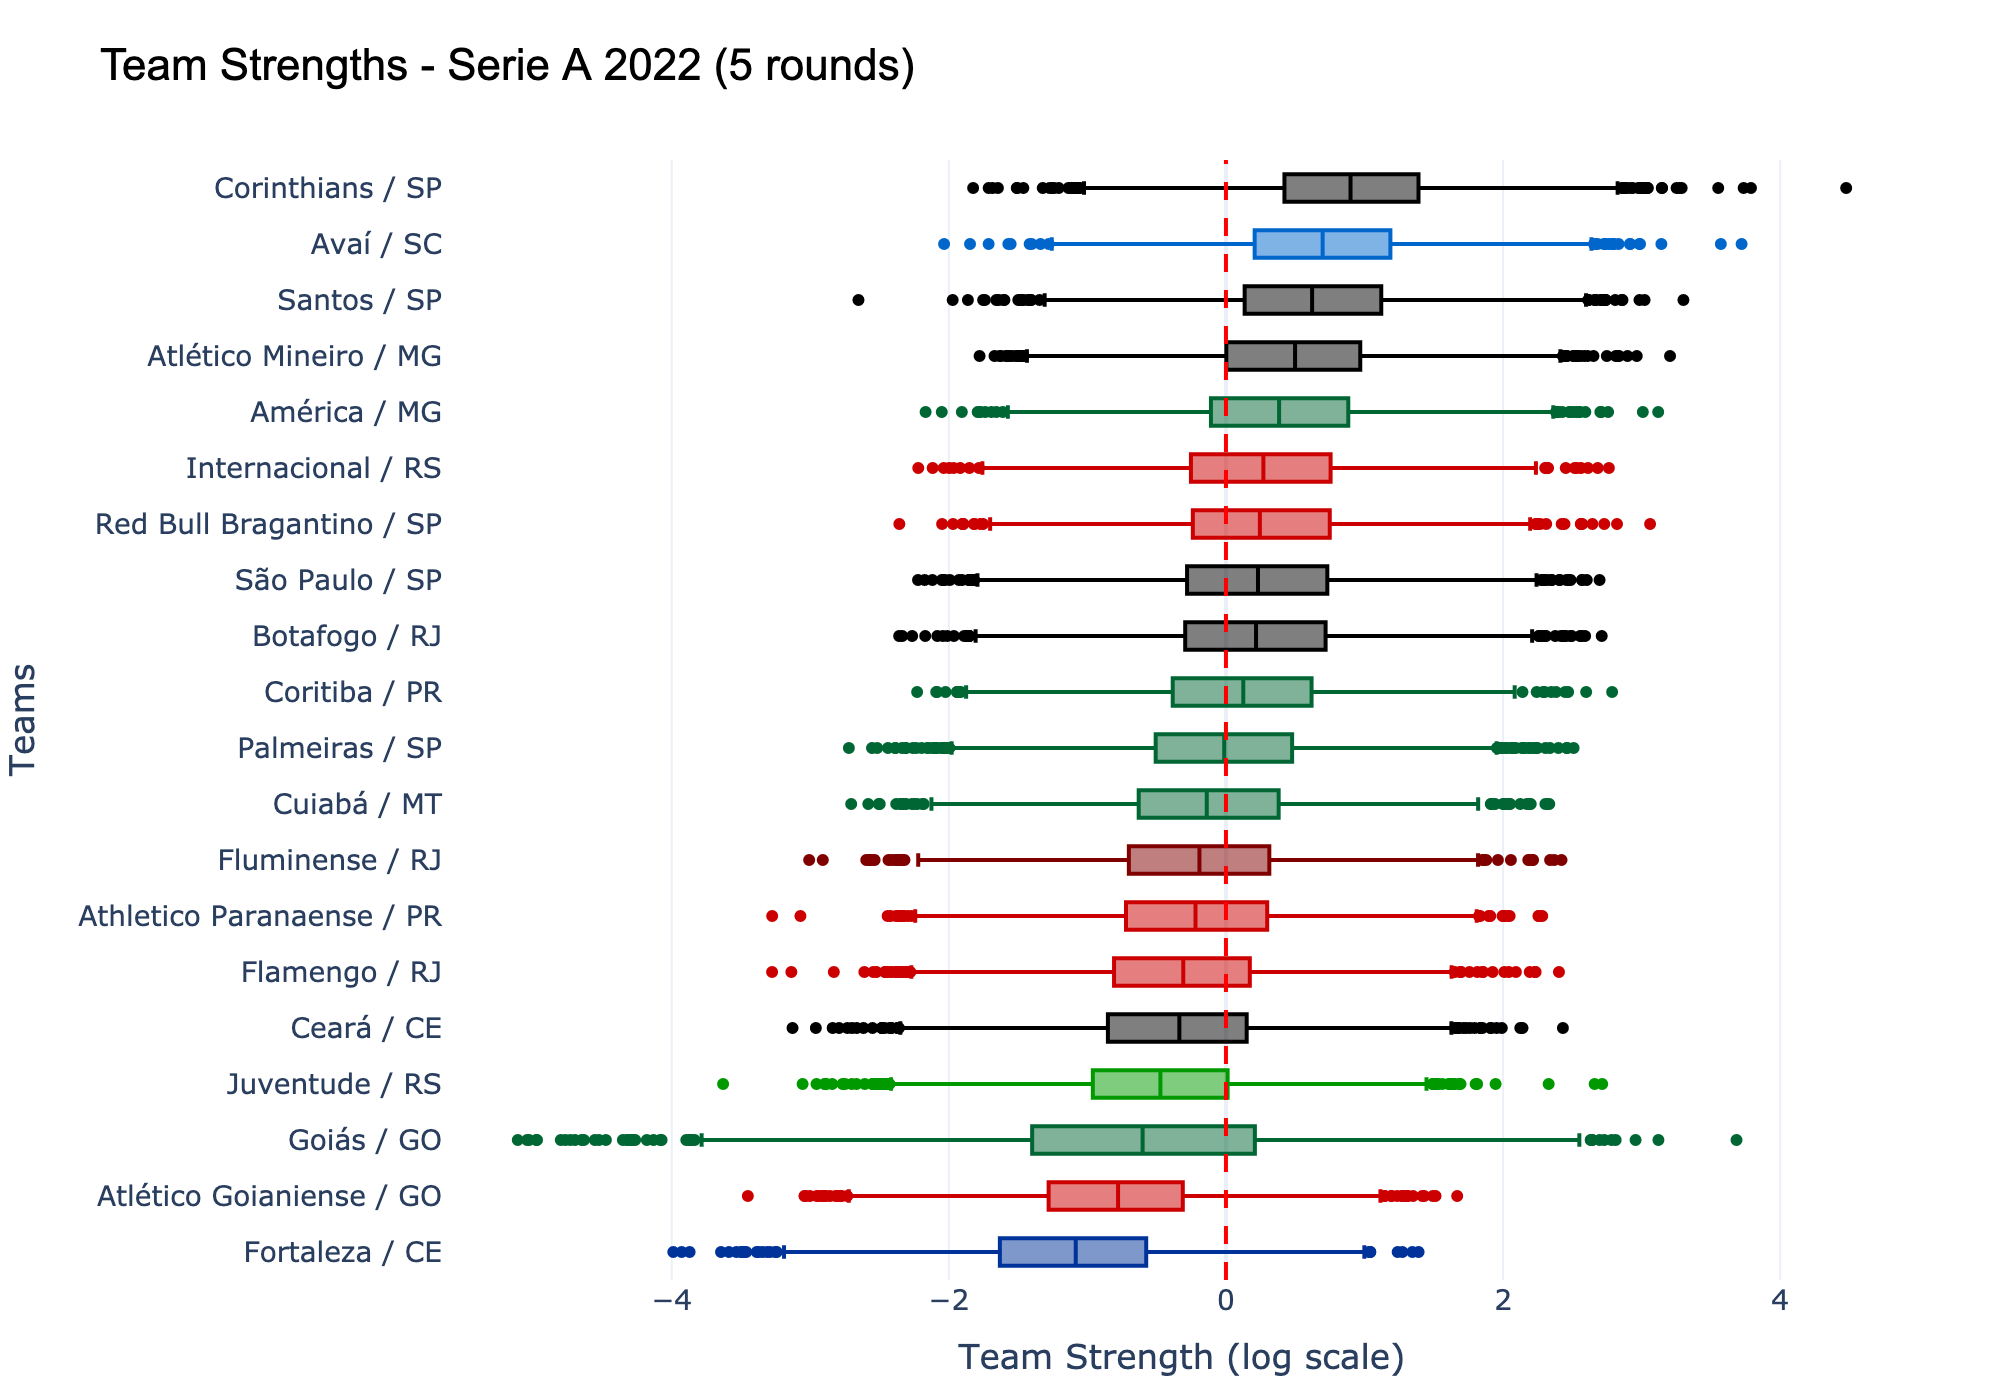 Team Strengths - Serie A 2022 (5 rounds)
Teams
Corinthians / SP
Avaí / SC
Santos / SP
Atlético Mineiro / MG
América / MG
Internacional / RS
Red Bull Bragantino / SP
São Paulo / SP
Botafogo / RJ
Coritiba / PR
Palmeiras / SP
Cuiabá / MT
Fluminense / RJ
Athletico Paranaense / PR
Flamengo / RJ
Ceará / CE
Juventude / RS
Goiás / GO
Atlético Goianiense / GO
Fortaleza / CE
−4 −2 0 2 4
Team Strength (log scale)